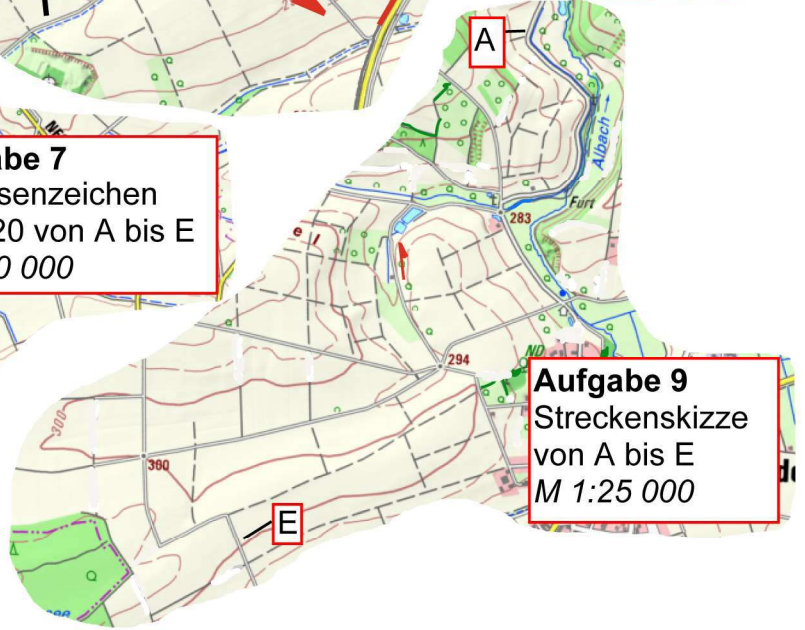 A
be 7
senzeichen
20 von A bis E
0 000
Albach
Furt
283
e l
294
ND
300
300
E
Aufgabe 9
Streckenskizze
von A bis E
M 1:25 000